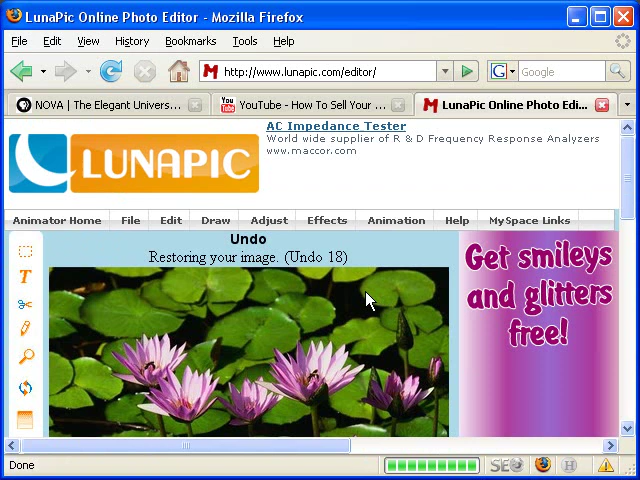 LunaPic Online Photo Editor - Mozilla Firefox
File Edit View History Bookmarks Tools Help
http://www.lunapic.com/editor/
G Google
NOVA | The Elegant Univers... YouTube - How To Sell Your ... LunaPic Online Photo Edi...
AC Impedance Tester
World wide supplier of R & D Frequency Response Analyzers
www.maccor.com
LUNAPIC
Animator Home File Edit Draw Adjust Effects Animation Help MySpace Links
Undo
Restoring your image. (Undo 18)
T
Get smileys
and glitters
free!
Done